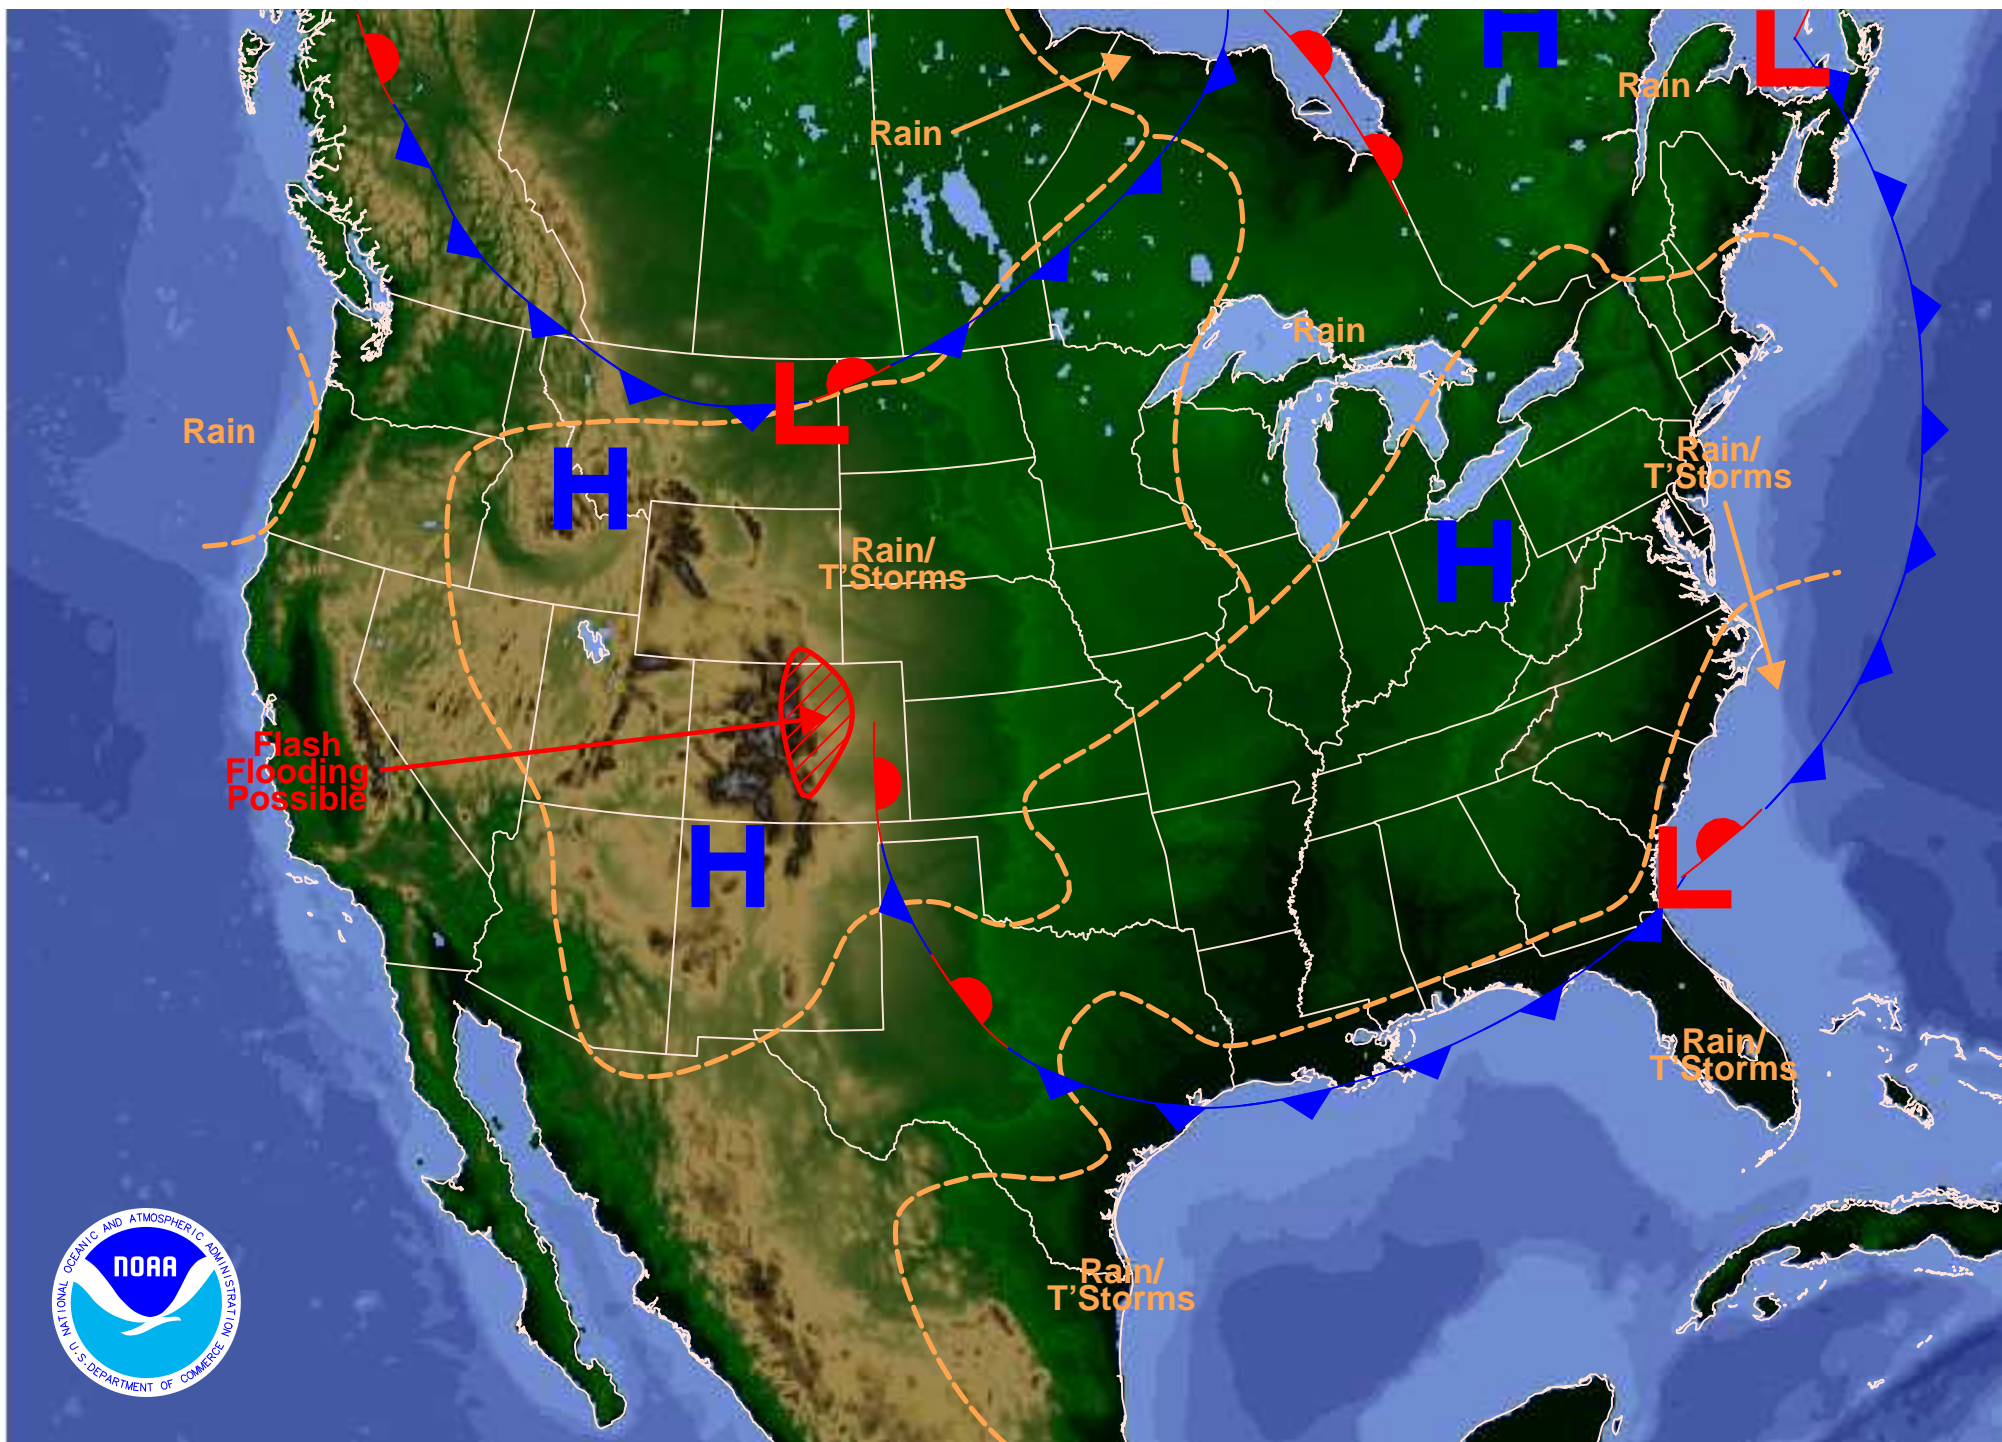 H
L
Rain
Rain
Rain
Rain
L
H
Rain/
T'Storms
Rain/
T'Storms
H
Flash
Flooding
Possible
H
L
Rain/
T'Storms
Rain/
T'Storms
NATIONAL OCEANIC AND ATMOSPHERIC ADMINISTRATION
NOAA
U.S. DEPARTMENT OF COMMERCE